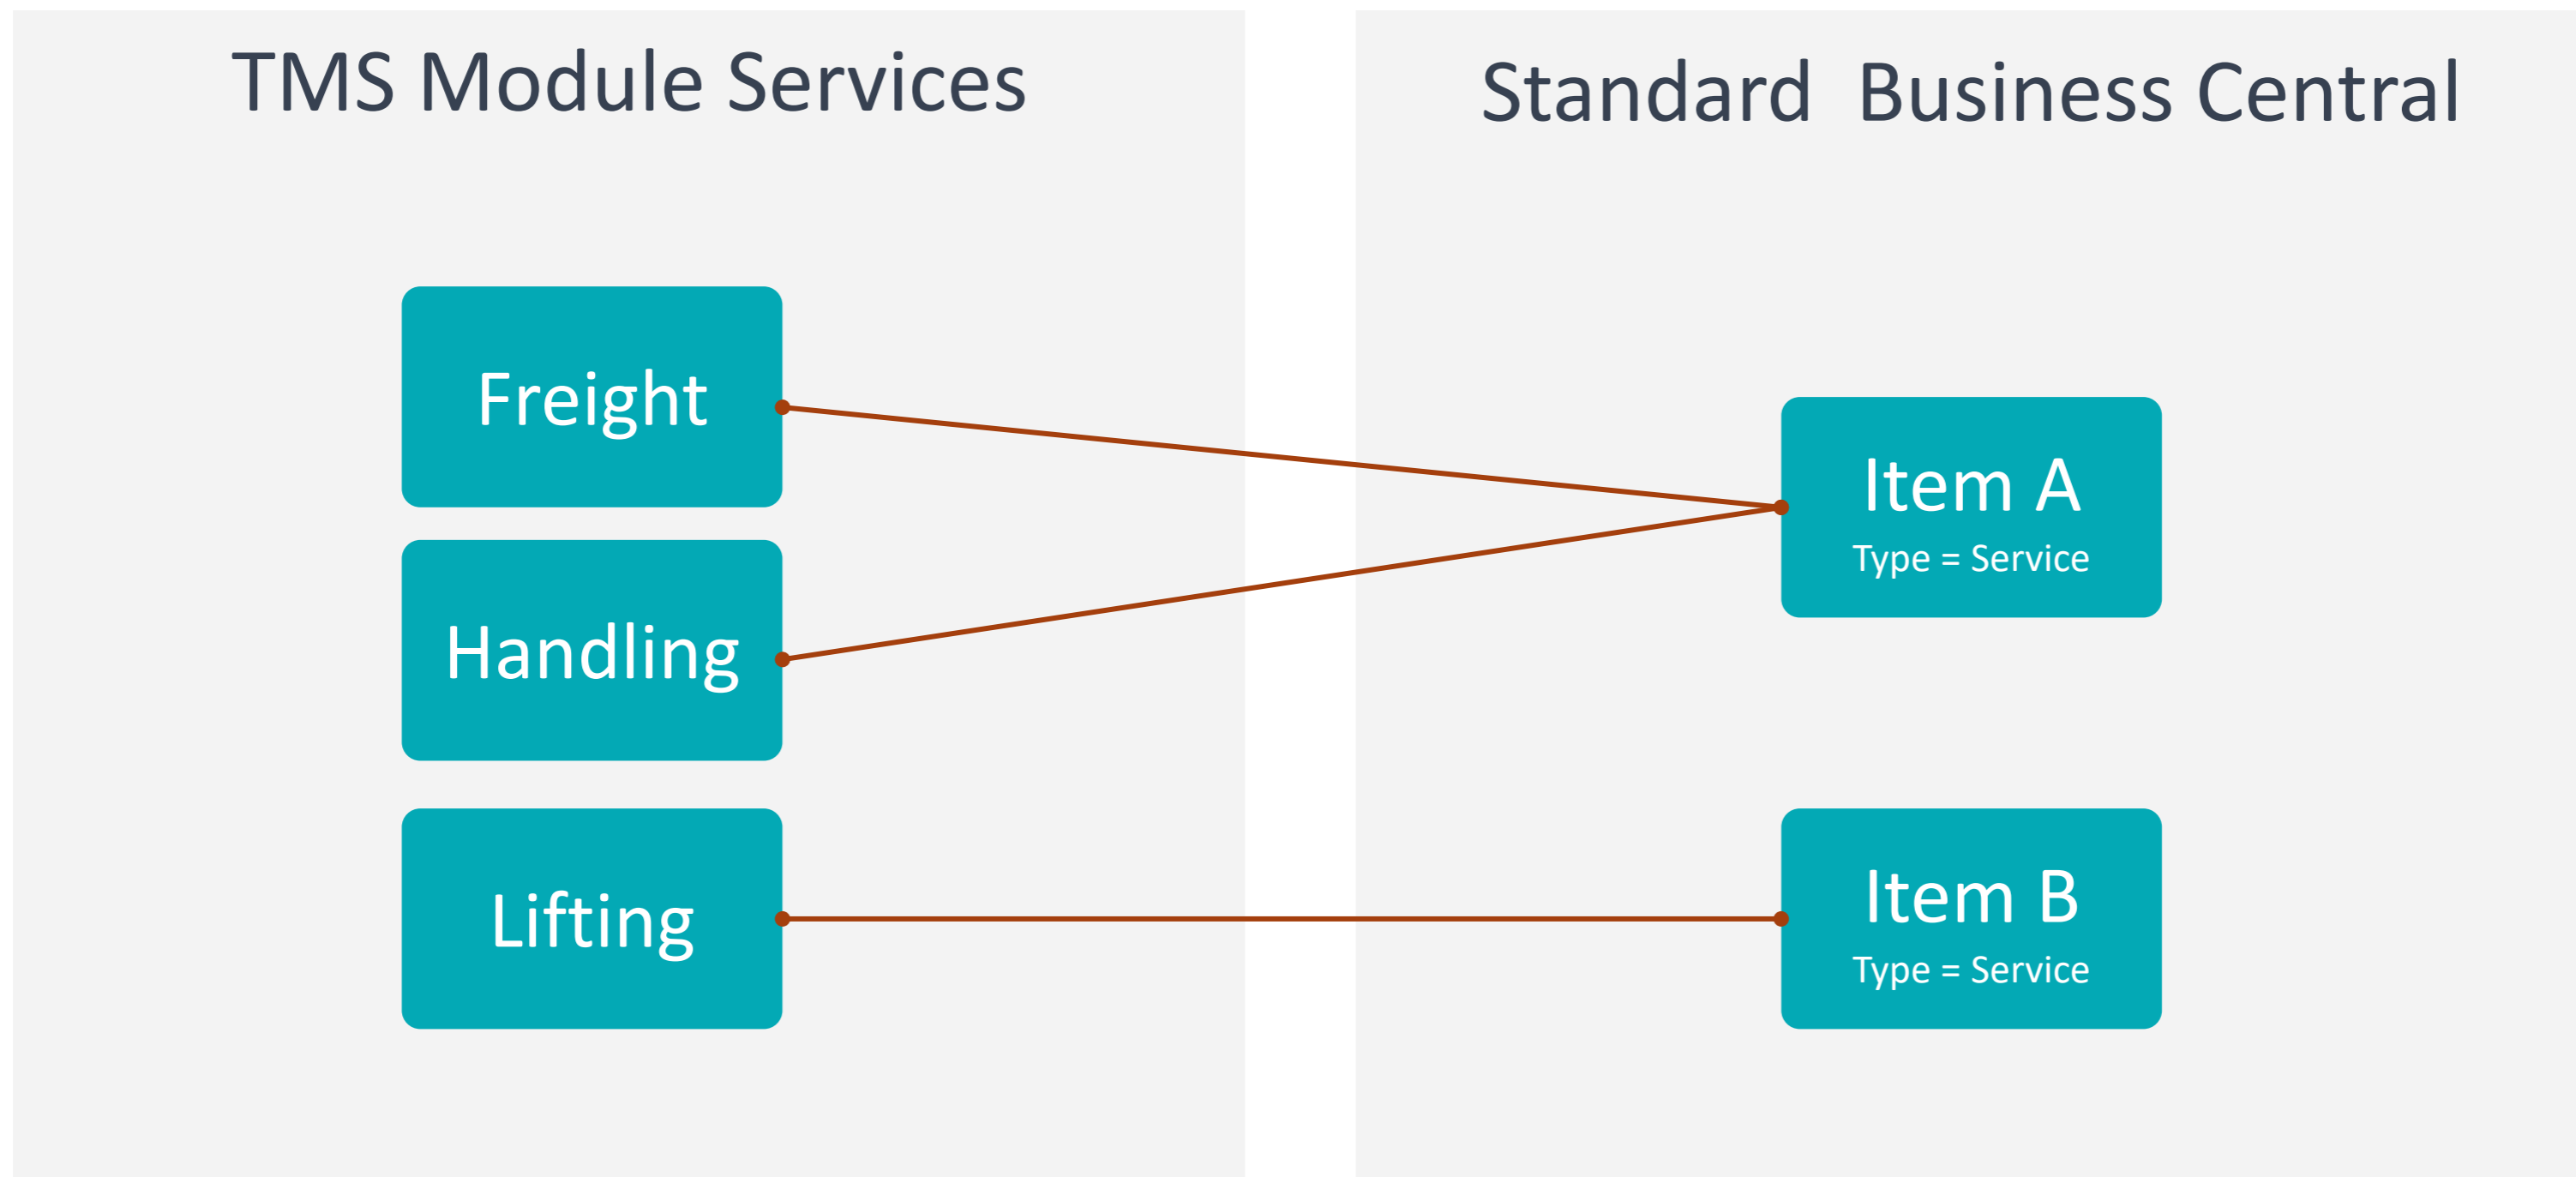 TMS Module Services
Freight
Handling
Lifting
Standard  Business Central
Item A
Type = Service
Item B
Type = Service